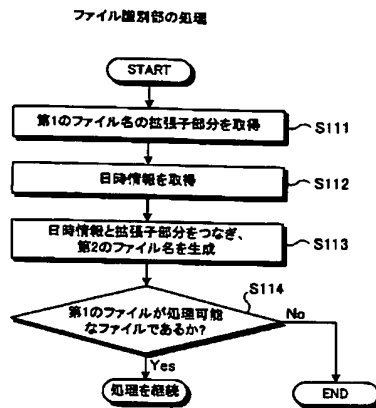 ファイル識別部の処理
START
第1のファイル名の拡張子部分を取得
S111
日時情報を取得
S112
日時情報と拡張子部分をつなぎ、
第2のファイル名を生成
S113
S114
第1のファイルが処理可能
なファイルであるか?
No
Yes
処理を継続
END